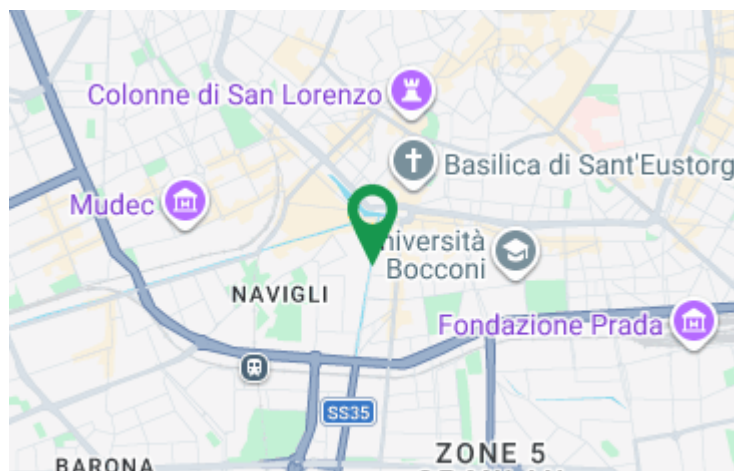 Colonne di San Lorenzo
Basilica di Sant'Eustorg
Mudec
niversità
Bocconi
NAVIGLI
Fondazione Prada
SS35
ZONE 5
BARONA